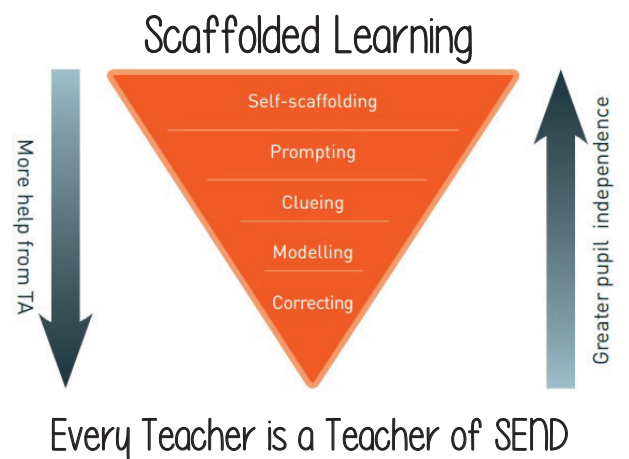 Scaffolded Learning
Self-scaffolding
Prompting
Clueing
Modelling
Correcting
More help from TA
Greater pupil independence
Every Teacher is a Teacher of SEND